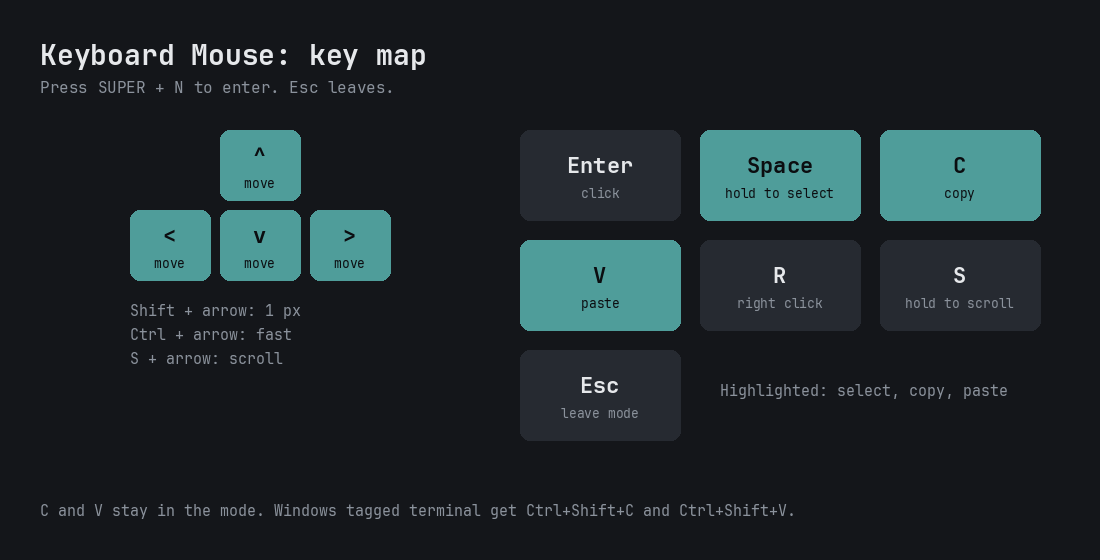 Keyboard Mouse: key map
Press SUPER + N to enter. Esc leaves.
^
move
<
move
v
move
>
move
Shift + arrow: 1 px
Ctrl + arrow: fast
S + arrow: scroll
Enter
click
Space
hold to select
C
copy
V
paste
R
right click
S
hold to scroll
Esc
leave mode
Highlighted: select, copy, paste
C and V stay in the mode. Windows tagged terminal get Ctrl+Shift+C and Ctrl+Shift+V.